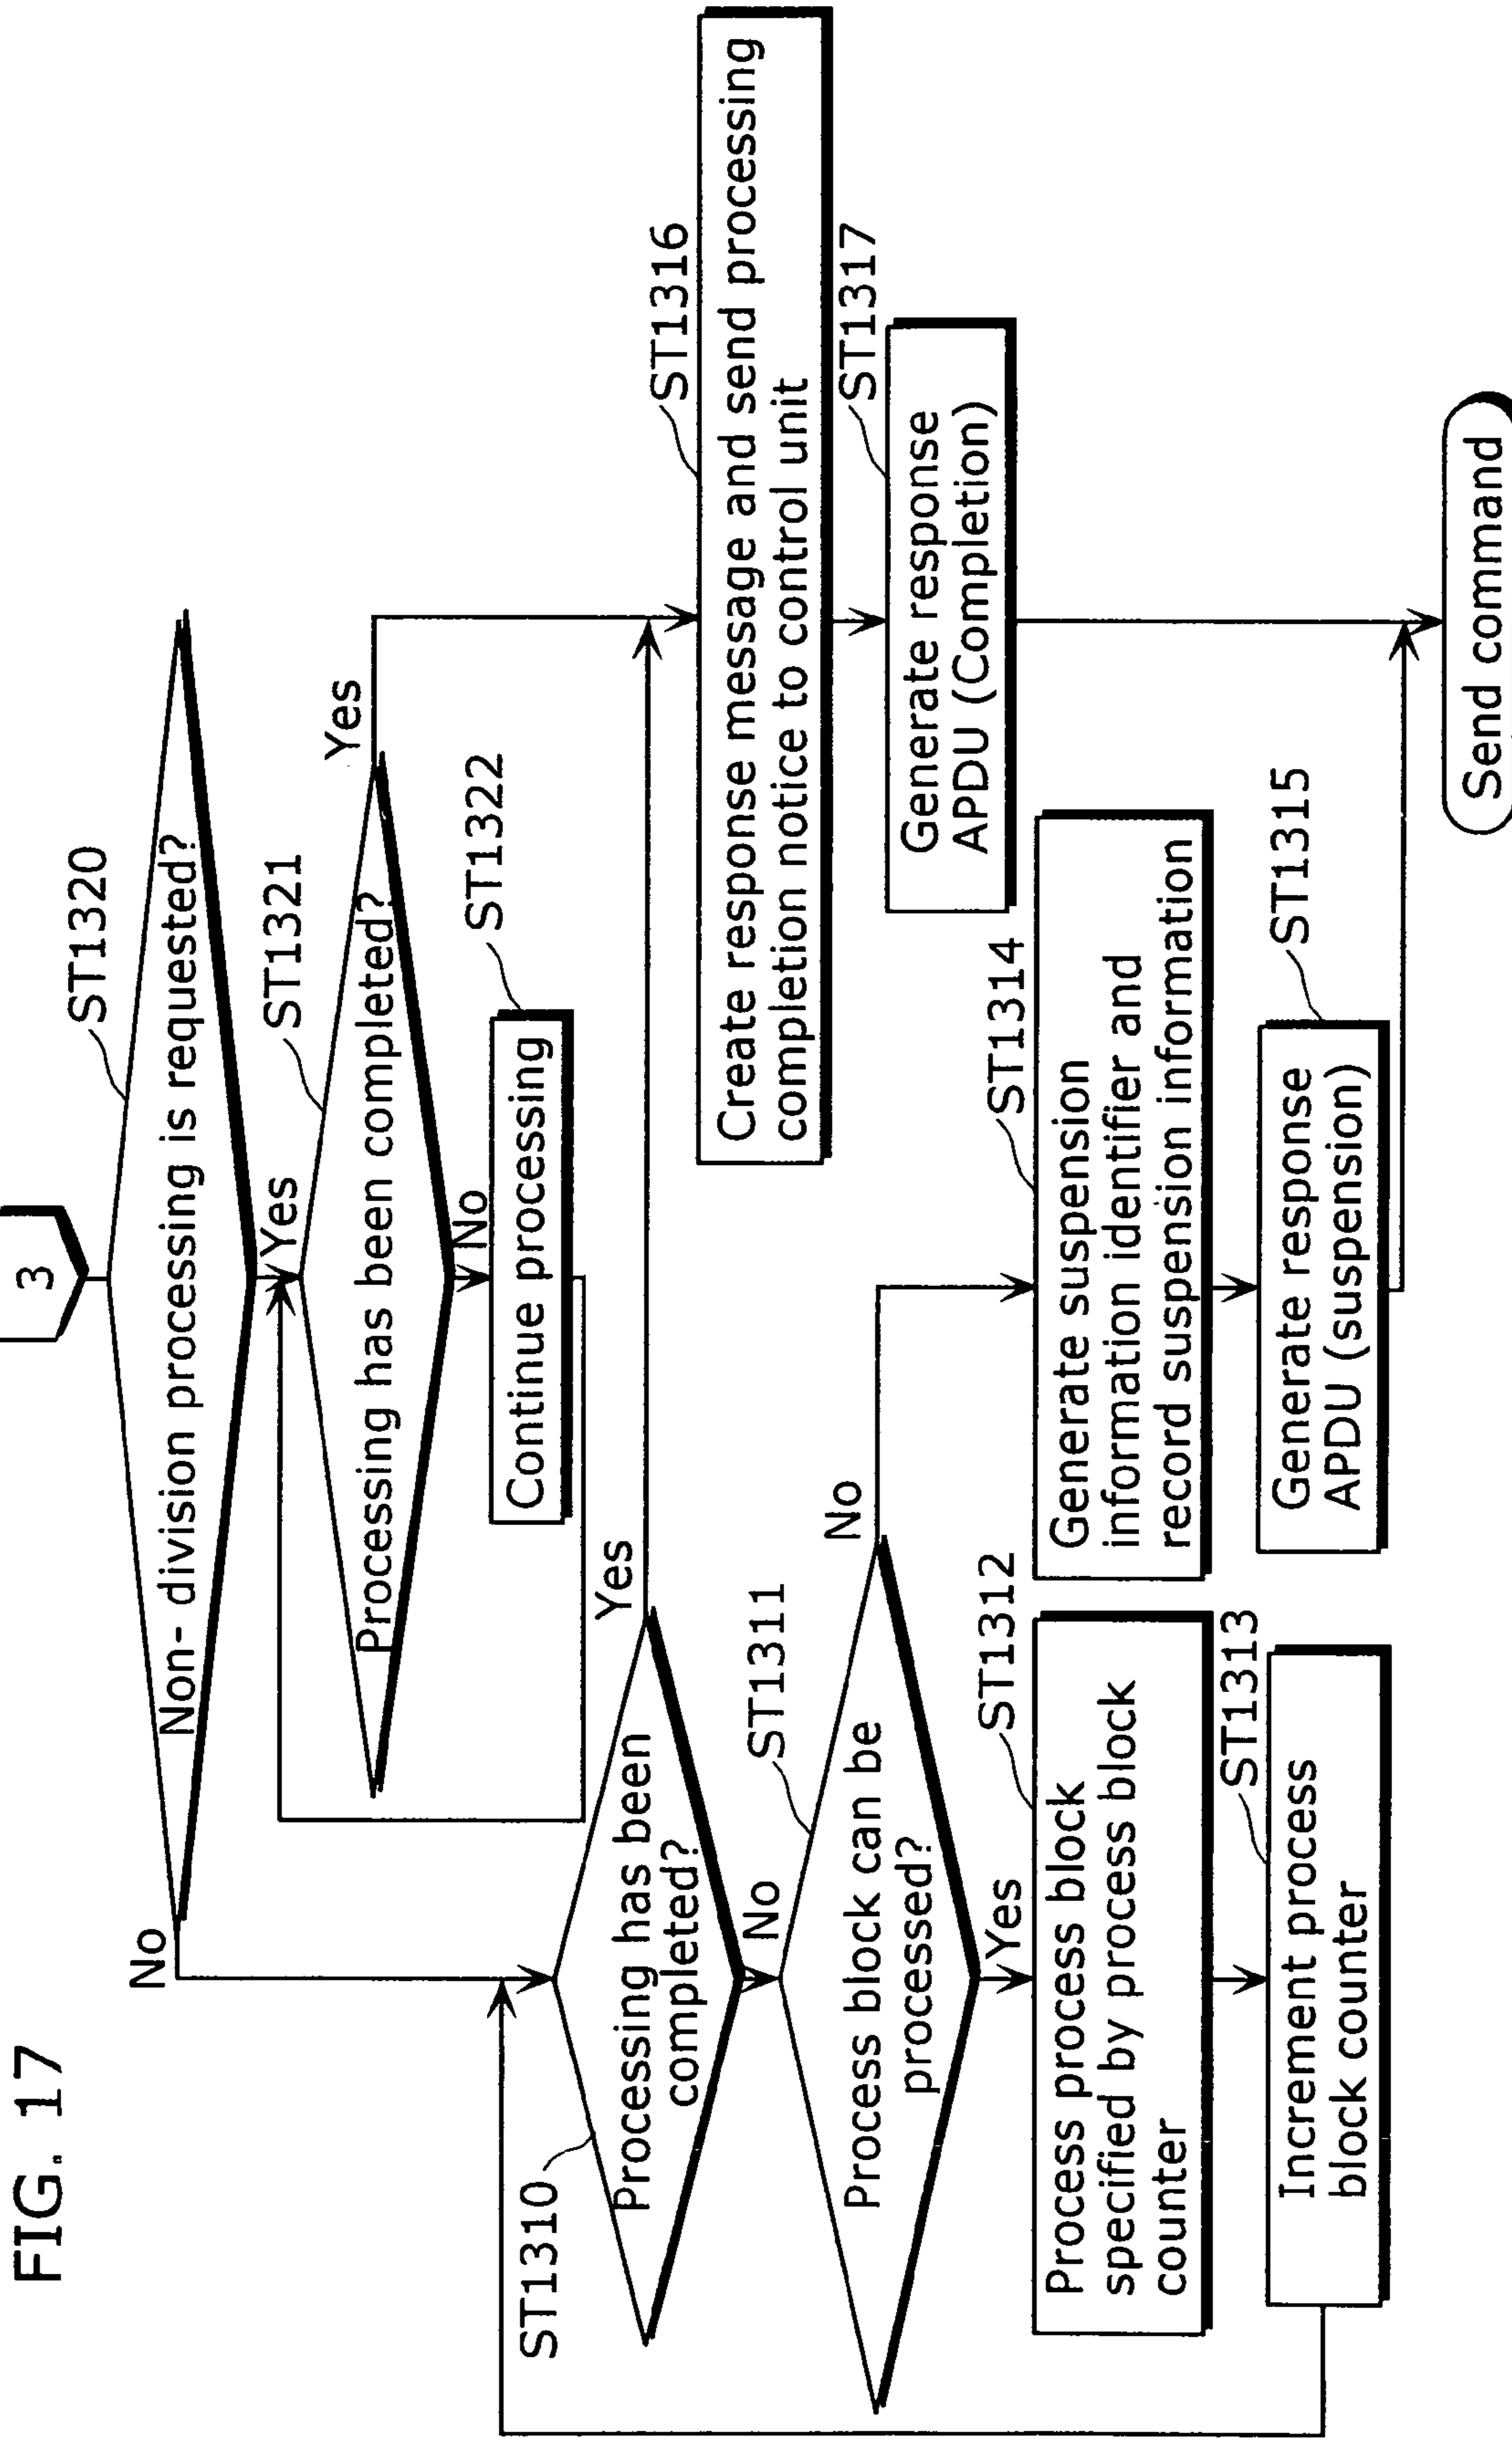 FIG. 17
3
ST1320
Non- division processing is requested?
No
Yes
ST1321
Processing has been completed?
Yes
No
ST1322
Continue processing
ST1310
Processing has been
completed?
Yes
No
ST1316
Create response message and send processing
completion notice to control unit
ST1311
Process block can be
processed?
No
Yes
ST1317
Generate response
APDU (Completion)
ST1312
Process process block
specified by process block
counter
ST1314
Generate suspension
information identifier and
record suspension information
ST1313
Increment process
block counter
ST1315
Generate response
APDU (suspension)
Send command